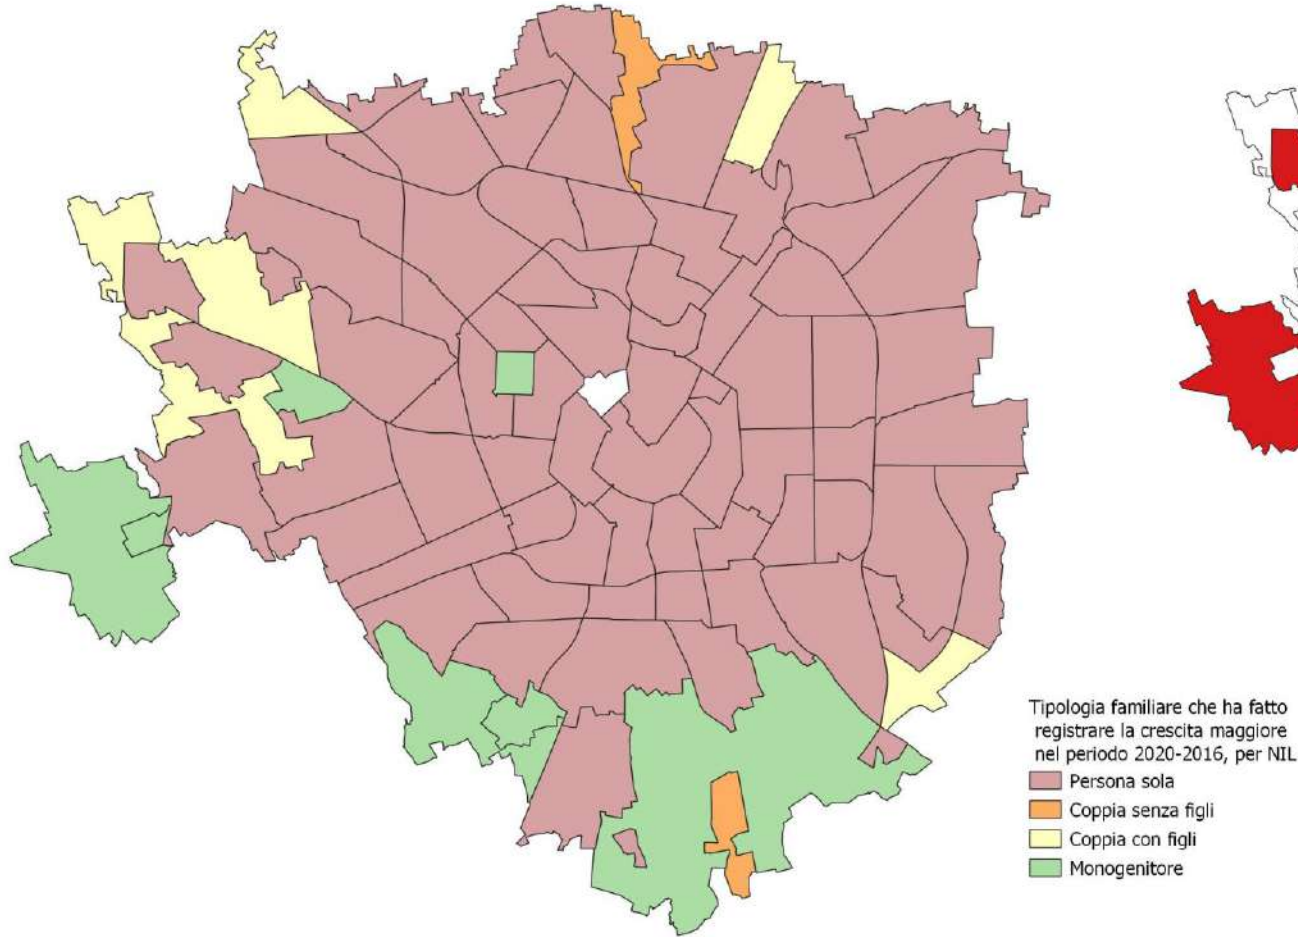 Tipologia familiare che ha fatto
registrare la crescita maggiore
nel periodo 2020-2016, per NIL
Persona sola
Coppia senza figli
Coppia con figli
Monogenitore